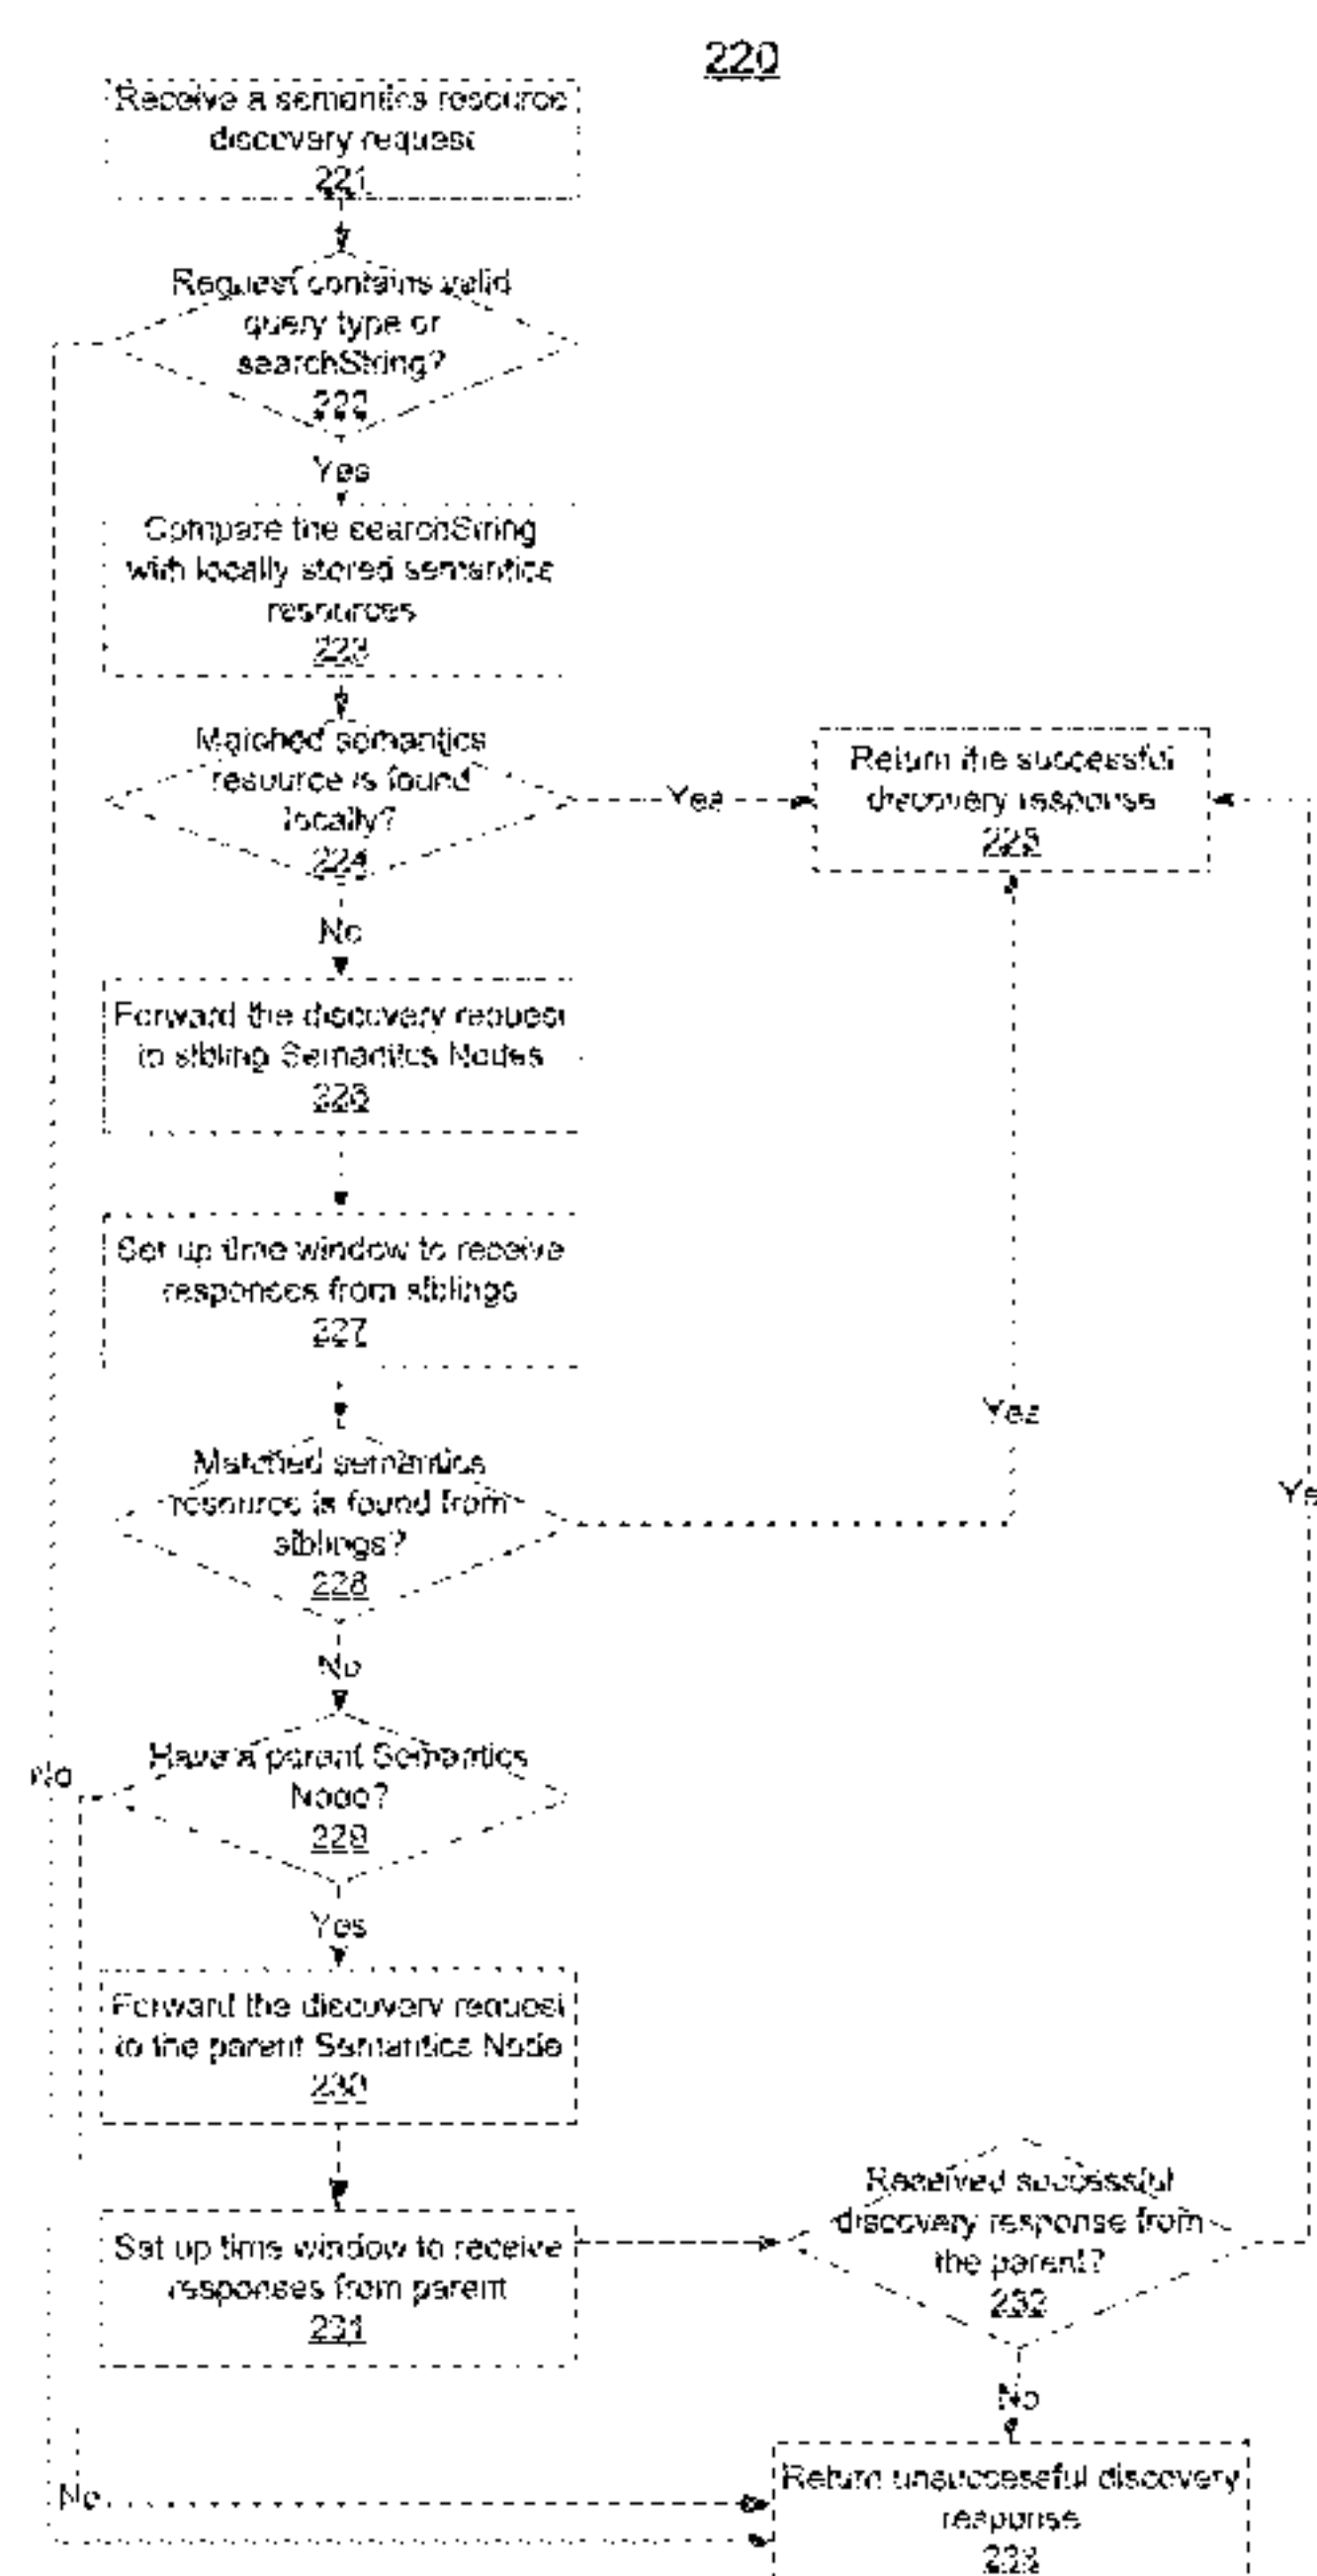 220
Receive a semantics resource
discovery request
221
Request contains valid
query type or
searchString?
222
Yes
Compare the searchString
with locally stored semantics
resources
223
Matched semantics
resource is found
locally?
224
Yes
Return the successful
discovery response
225
No
Forward the discovery request
to sibling Semantics Nodes
226
Set up time window to receive
responses from siblings
227
Yes
Matched semantics
resource is found from
siblings?
228
Ye
No
Have a parent Semantics
Node?
229
No
Yes
Forward the discovery request
to the parent Semantics Node
230
Received successful
discovery response from
the parent?
232
Set up time window to receive
responses from parent
231
No
Return unsuccessful discovery
response
No